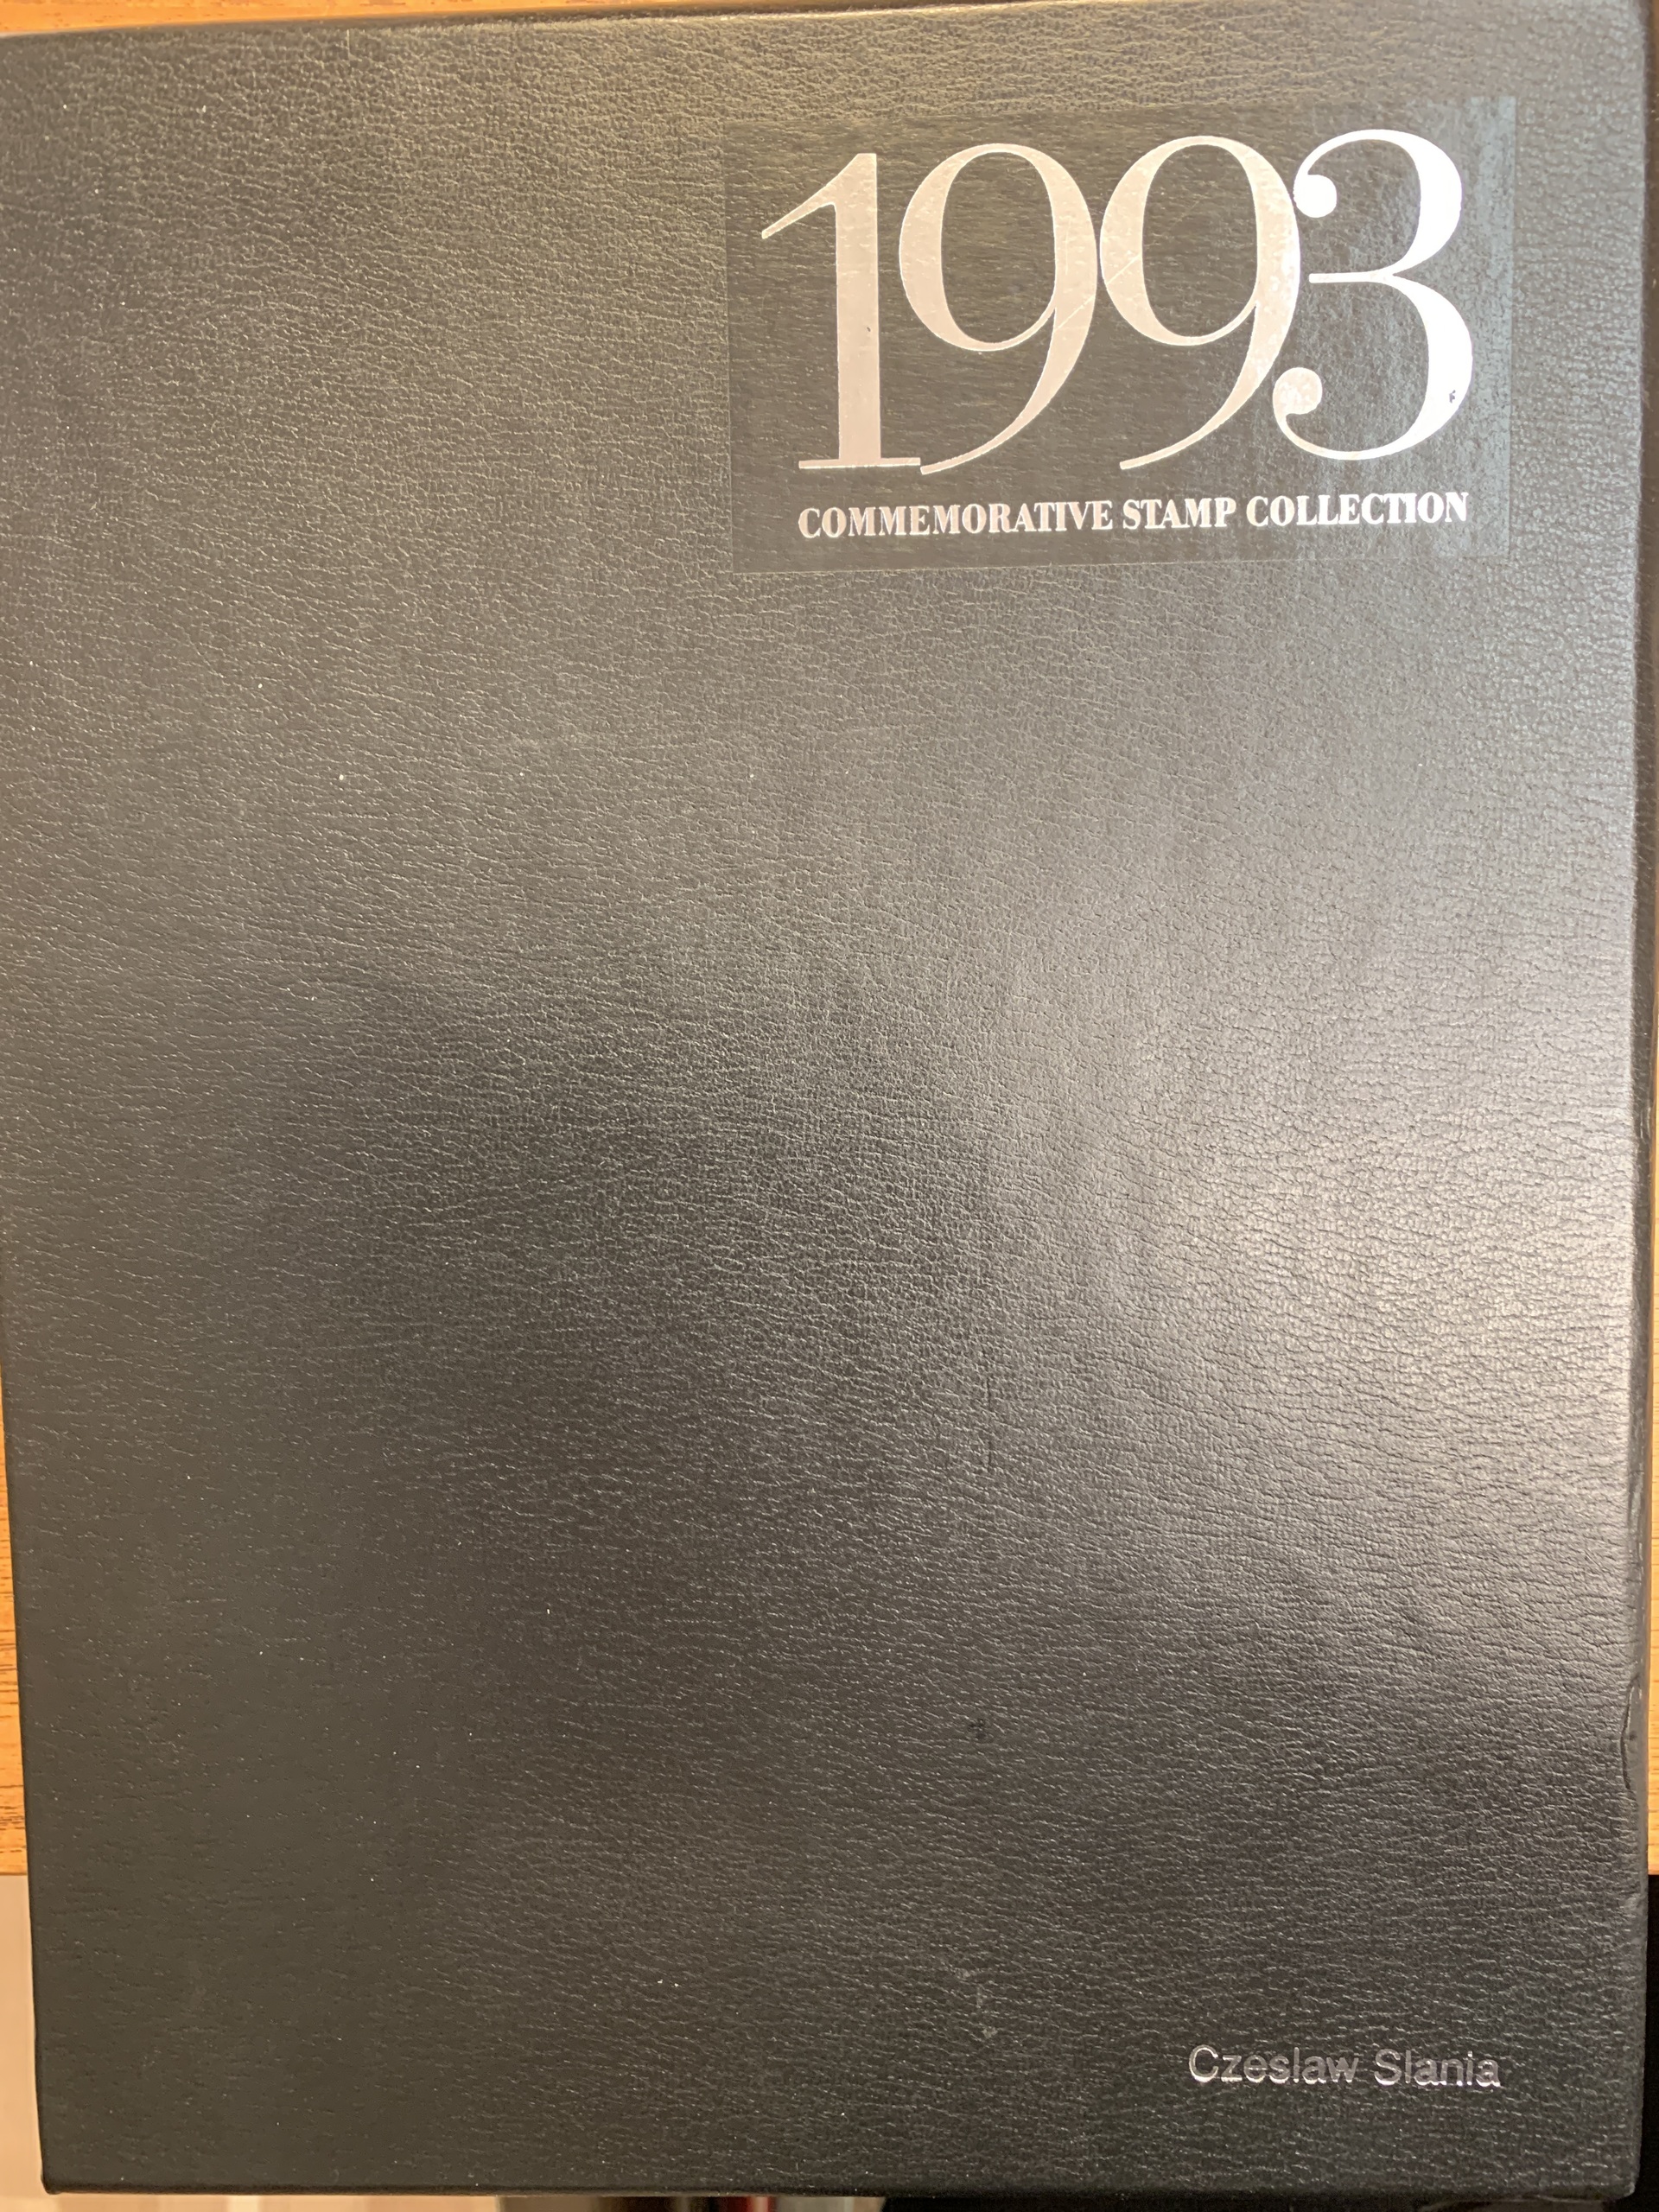 1993
COMMEMORATIVE STAMP COLLECTION
Czeslaw Slania